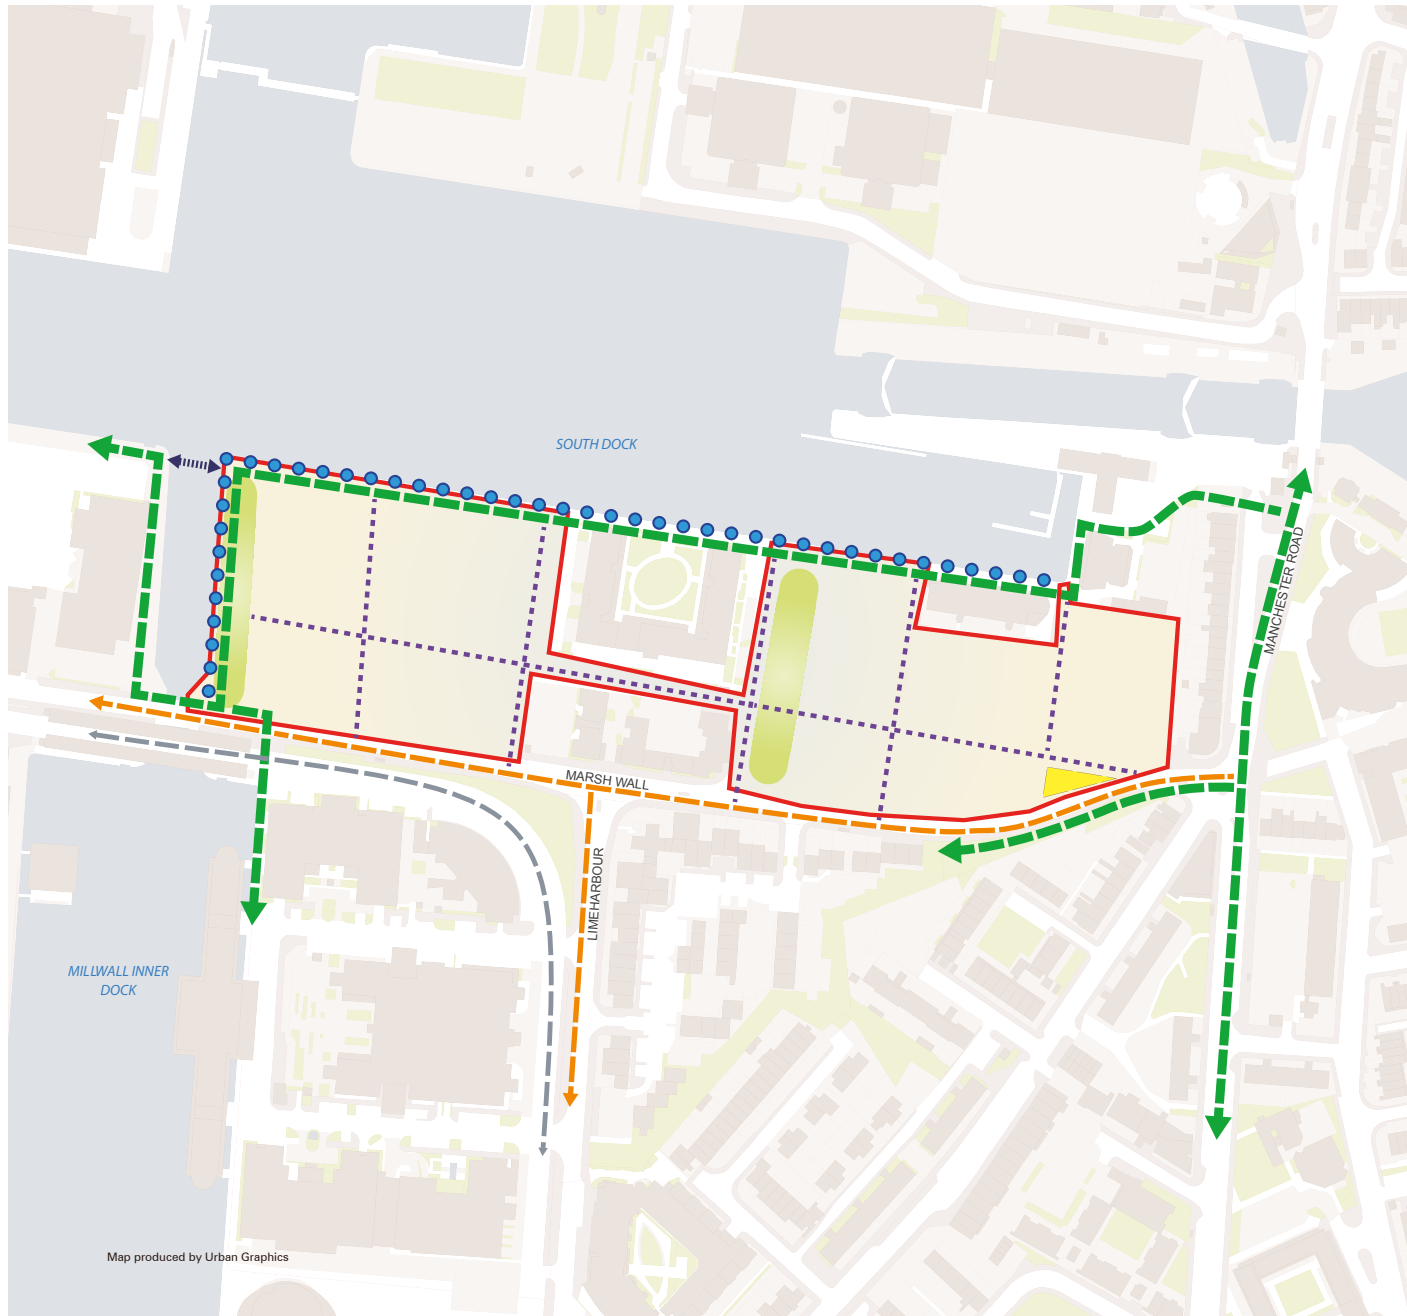 SOUTH DOCK
MANCHESTER ROAD
MARSH WALL
LIMEHARBOUR
MILLWALL INNER
DOCK
Map produced by Urban Graphics